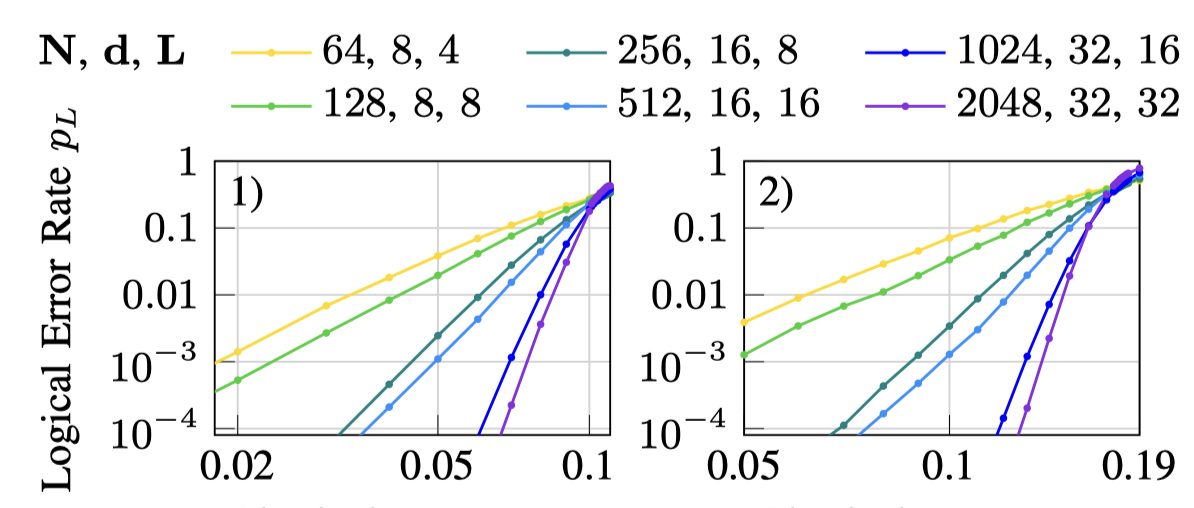 N, d, L 64, 8, 4 256, 16, 8 1024, 32, 16
128, 8, 8 512, 16, 16 2048, 32, 32
Logical Error Rate p_L
1)
1
0.1
0.01
10⁻³
10⁻⁴
0.02 0.05 0.1
2)
1
0.1
0.01
10⁻³
10⁻⁴
0.05 0.1 0.19